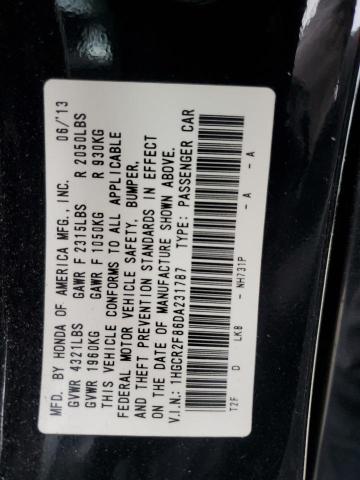 MFD. BY HONDA OF AMERICA MFG., INC. 06/'13
GVWR 4321LBS GAWR F 2315LBS R 2050LBS
GVWR 1960KG GAWR F 1050KG R 930KG
THIS VEHICLE CONFORMS TO ALL APPLICABLE
FEDERAL MOTOR VEHICLE SAFETY, BUMPER,
AND THEFT PREVENTION STANDARDS IN EFFECT
ON THE DATE OF MANUFACTURE SHOWN ABOVE.
V.I.N.: 1HGCR2F86DA231787 TYPE: PASSENGER CAR
T2F D LKB - NH731P - A - A